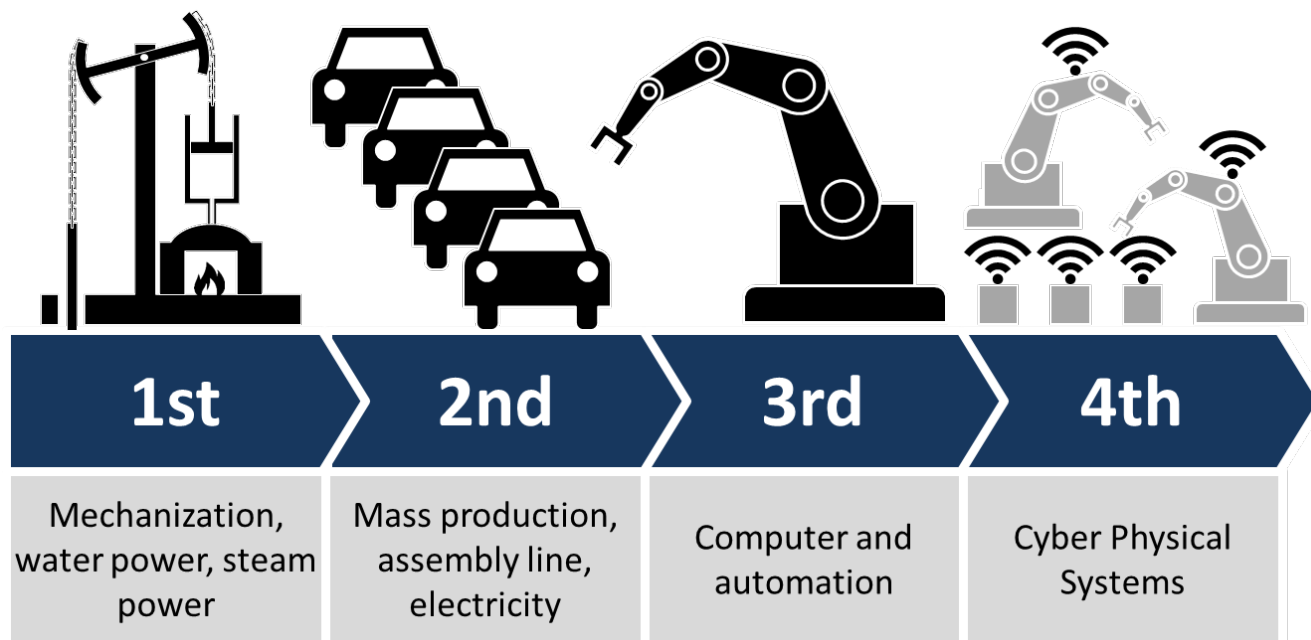 1st
2nd
3rd
4th
Mechanization,
water power, steam
power
Mass production,
assembly line,
electricity
Computer and
automation
Cyber Physical
Systems